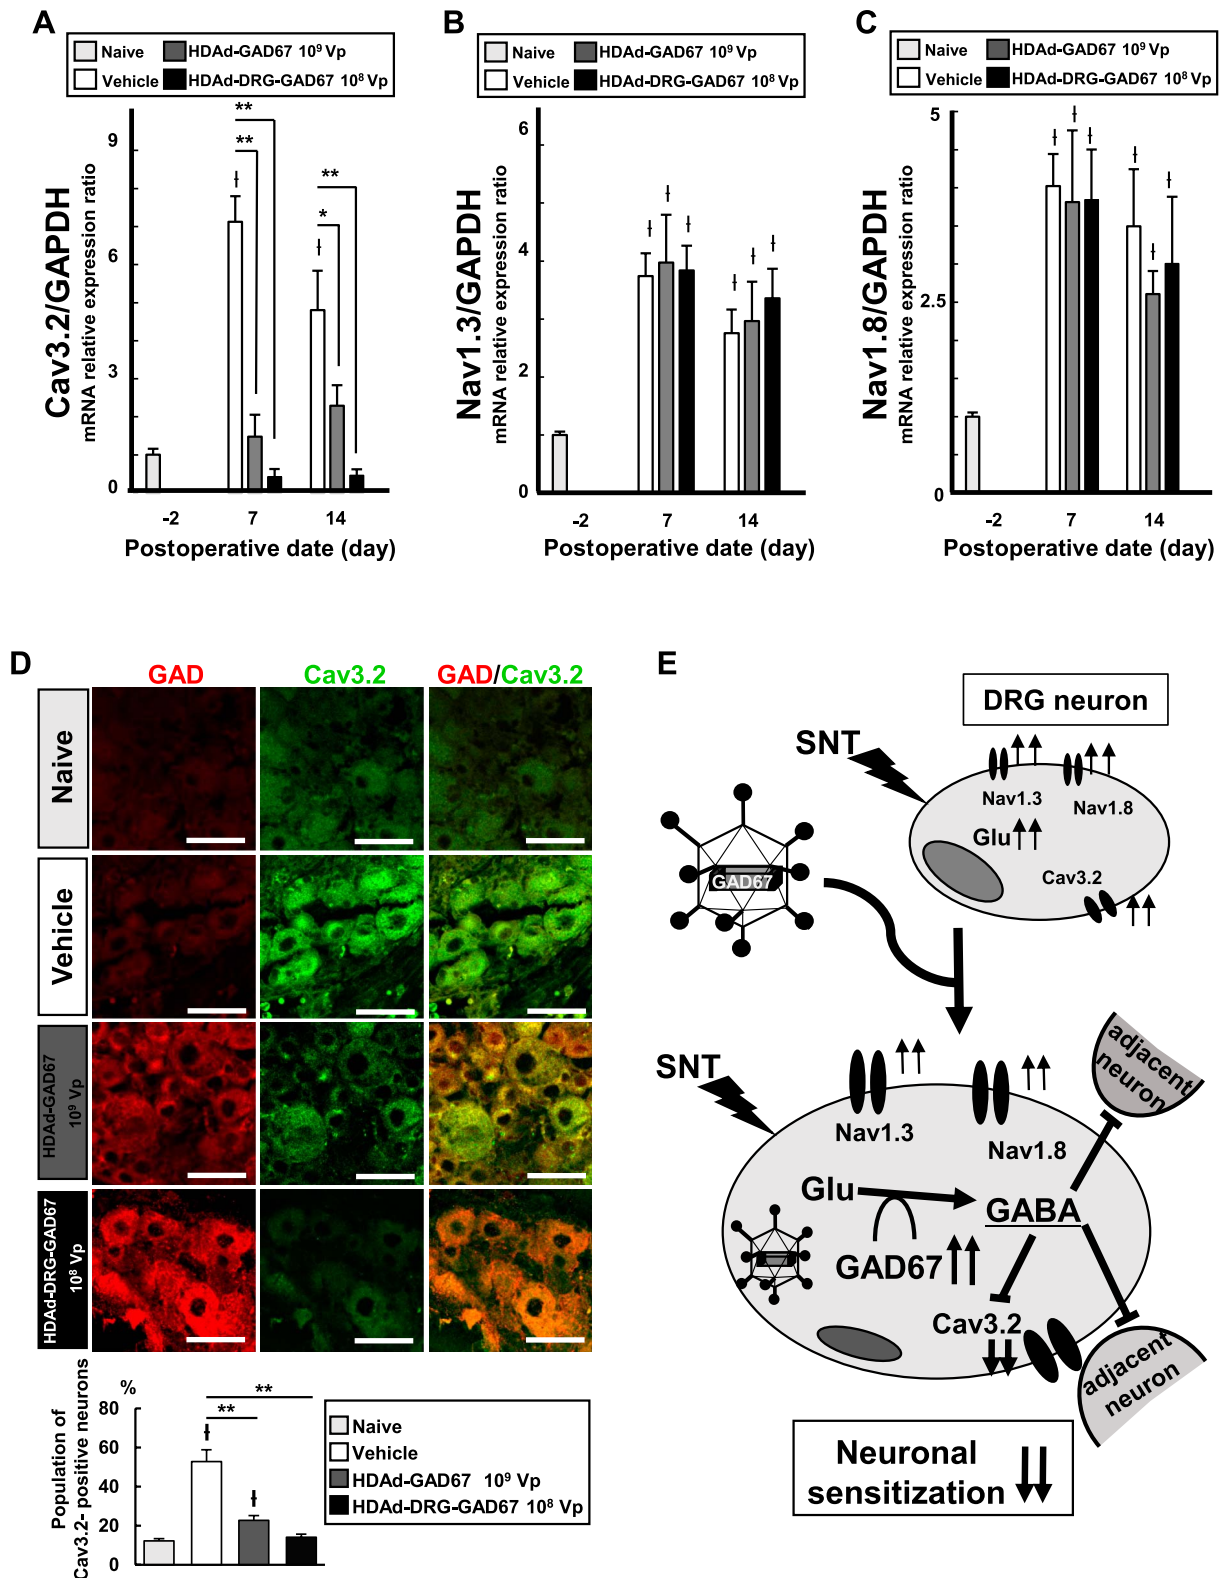 A
Naive
HDAd-GAD67 10⁹ Vp
Vehicle
HDAd-DRG-GAD67 10⁸ Vp
Cav3.2/GAPDH
mRNA relative expression ratio
9
6
3
0
**
**
**
*
-2 7 14
Postoperative date (day)
B
Naive
HDAd-GAD67 10⁹ Vp
Vehicle
HDAd-DRG-GAD67 10⁸ Vp
Nav1.3/GAPDH
mRNA relative expression ratio
6
4
2
0
-2 7 14
Postoperative date (day)
C
Naive
HDAd-GAD67 10⁹ Vp
Vehicle
HDAd-DRG-GAD67 10⁸ Vp
Nav1.8/GAPDH
mRNA relative expression ratio
5
2.5
0
-2 7 14
Postoperative date (day)
D
GAD
Cav3.2
GAD/Cav3.2
Naive
Vehicle
HDAd-GAD67
10⁹ Vp
HDAd-DRG-GAD67
10⁸ Vp
Population of
Cav3.2- positive neurons
%
80
60
40
20
0
**
**
Naive
Vehicle
HDAd-GAD67 10⁹ Vp
HDAd-DRG-GAD67 10⁸ Vp
E
DRG neuron
SNT
Nav1.3
Nav1.8
Glu
Cav3.2
GAD67
SNT
Nav1.3
Nav1.8
adjacent
neuron
Glu
GABA
GAD67
Cav3.2
adjacent
neuron
Neuronal
sensitization